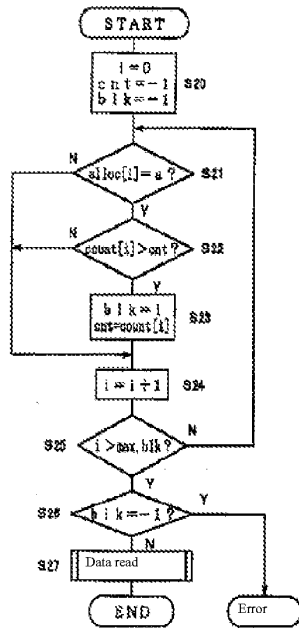 START
i=0
cnt=-1
blk=-1
S20
N
alloc[i]=a ?
S21
Y
N
count[i]>cnt ?
S22
Y
blk=i
cnt=count[i]
S23
i=i+1
S24
N
i>max,blk?
S25
Y
Y
blk=-1?
S26
N
S27
Data read
END
Error